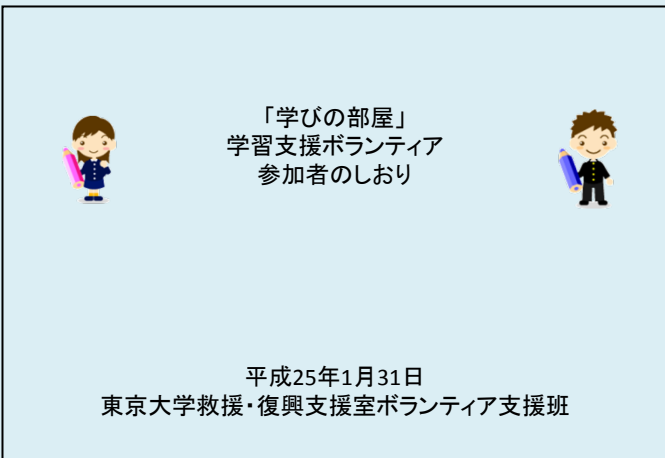 「学びの部屋」
学習支援ボランティア
参加者のしおり
平成25年1月31日
東京大学救援・復興支援室ボランティア支援班